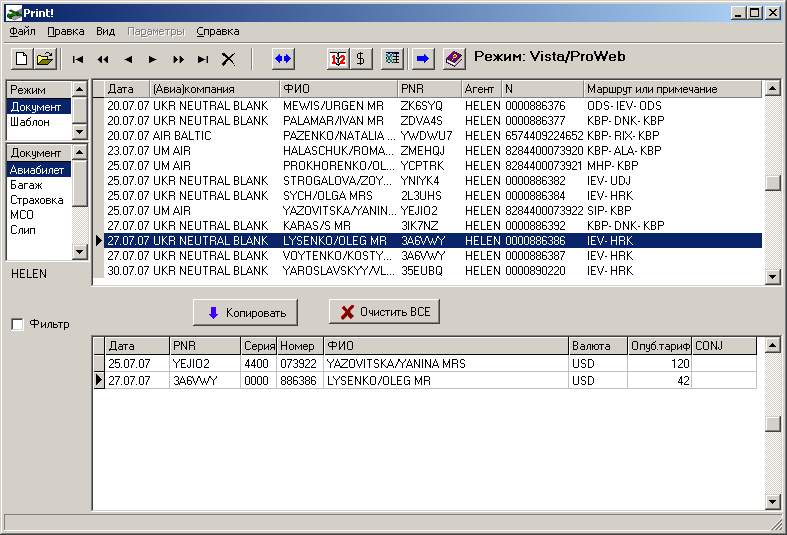 Print!
Файл Правка Вид Параметры Справка
12 $ Режим: Vista/ProWeb
Режим
Документ
Шаблон
Документ
Авиабилет
Багаж
Страховка
МСО
Слип
HELEN
Фильтр
Дата (Авиа)компания ФИО PNR Агент N Маршрут или примечание
20.07.07 UKR NEUTRAL BLANK MEWIS/URGEN MR ZK6SYQ HELEN 0000886376 ODS- IEV- ODS
20.07.07 UKR NEUTRAL BLANK PALAMAR/IVAN MR ZDVA4S HELEN 0000886377 KBP- DNK- KBP
20.07.07 AIR BALTIC PAZENKO/NATALIA ... YWDWU7 HELEN 6574409224652 KBP- RIX- KBP
23.07.07 UM AIR HALASCHUK/ROMA... ZMEHQJ HELEN 8284400073920 KBP- ALA- KBP
25.07.07 UM AIR PROKHORENKO/OL... YCPTRK HELEN 8284400073921 MHP- KBP
25.07.07 UKR NEUTRAL BLANK STROGALOVA/ZOY... YNIYK4 HELEN 0000886382 IEV- UDJ
25.07.07 UKR NEUTRAL BLANK SYCH/OLGA MRS 2L3UHS HELEN 0000886384 IEV- HRK
25.07.07 UM AIR YAZOVITSKA/YANIN... YEJIO2 HELEN 8284400073922 SIP- KBP
27.07.07 UKR NEUTRAL BLANK KARAS/S MR 3IK7NZ HELEN 0000886392 KBP- DNK- KBP
27.07.07 UKR NEUTRAL BLANK LYSENKO/OLEG MR 3A6VWY HELEN 0000886386 IEV- HRK
27.07.07 UKR NEUTRAL BLANK VOYTENKO/KOSTY... 3A6VWY HELEN 0000886387 IEV- HRK
30.07.07 UKR NEUTRAL BLANK YAROSLAVSKYY/VL... 35EUBQ HELEN 0000890220 IEV- HRK
Копировать Очистить ВСЕ
Дата PNR Серия Номер ФИО Валюта Опуб.тариф CONJ
25.07.07 YEJIO2 4400 073922 YAZOVITSKA/YANINA MRS USD 120
27.07.07 3A6VWY 0000 886386 LYSENKO/OLEG MR USD 42